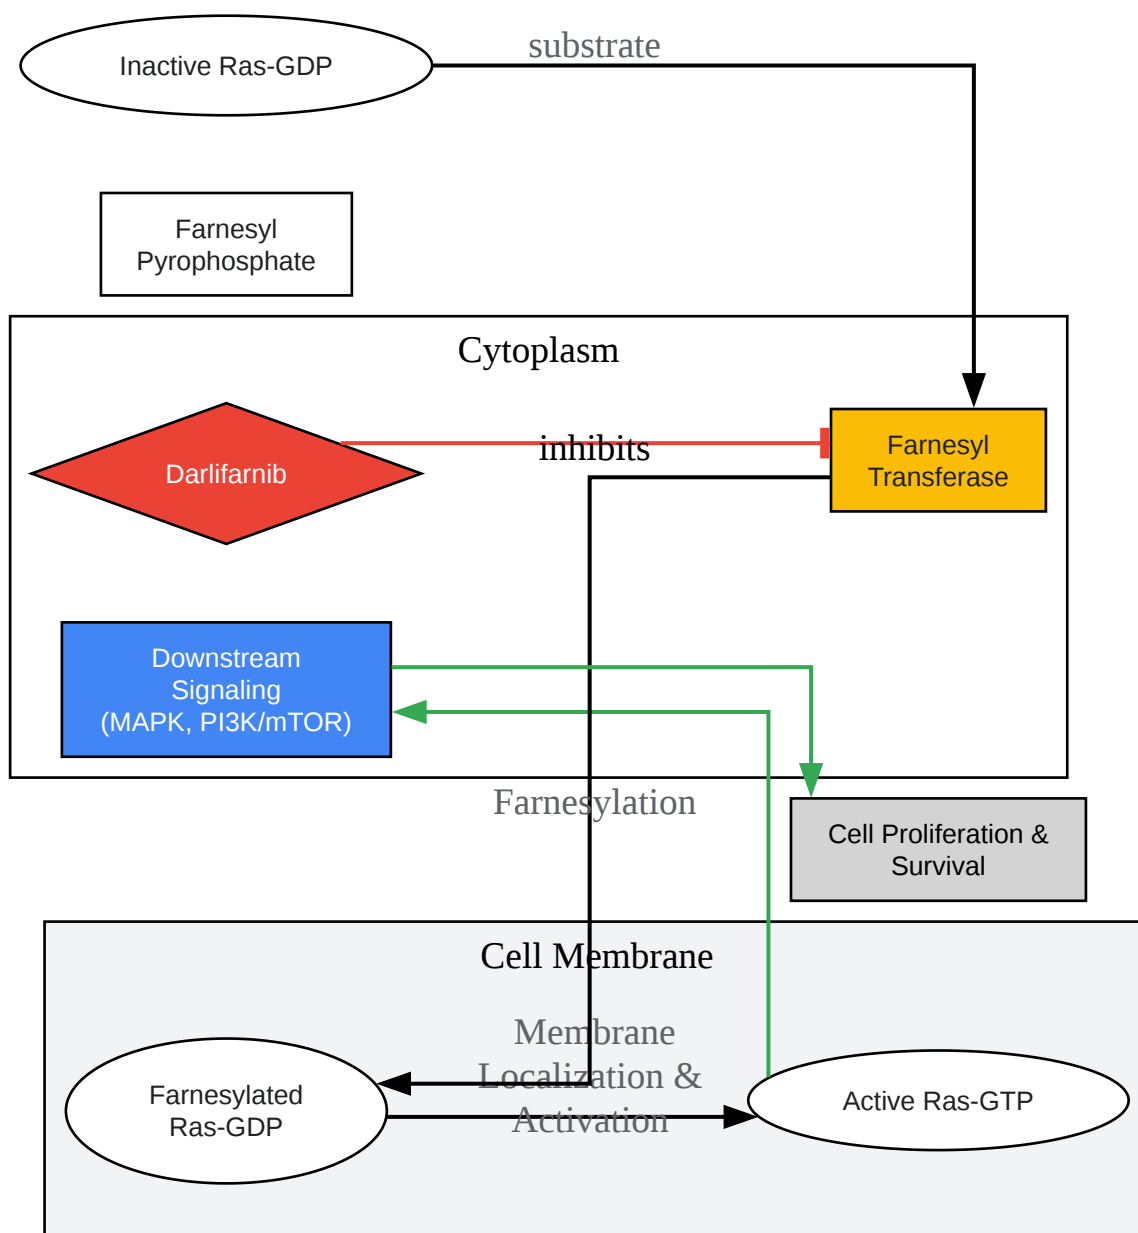 substrate
Inactive Ras-GDP
Farnesyl
Pyrophosphate
Cytoplasm
inhibits
Farnesyl
Transferase
Darlifarnib
Downstream
Signaling
(MAPK, PI3K/mTOR)
Farnesylation
Cell Proliferation &
Survival
Cell Membrane
Membrane
Localization &
Activation
Farnesylated
Ras-GDP
Active Ras-GTP